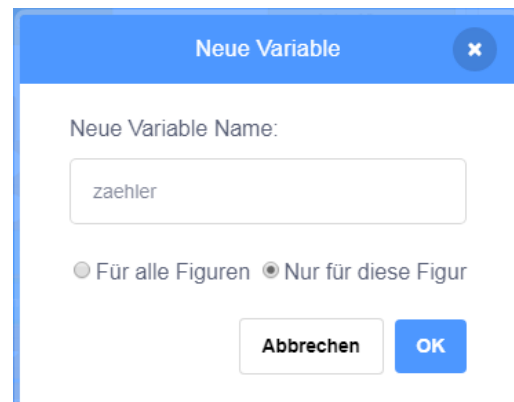 Neue Variable
Neue Variable Name:
zaehler
Für alle Figuren Nur für diese Figur
Abbrechen OK